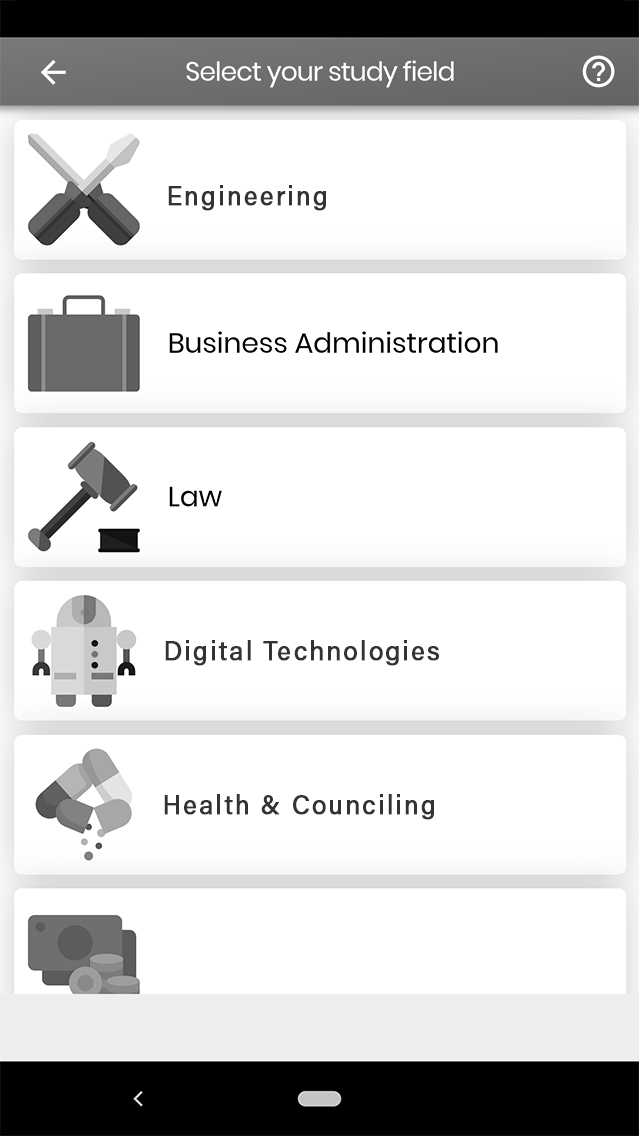 Select your study field
Engineering
Business Administration
Law
Digital Technologies
Health & Counciling